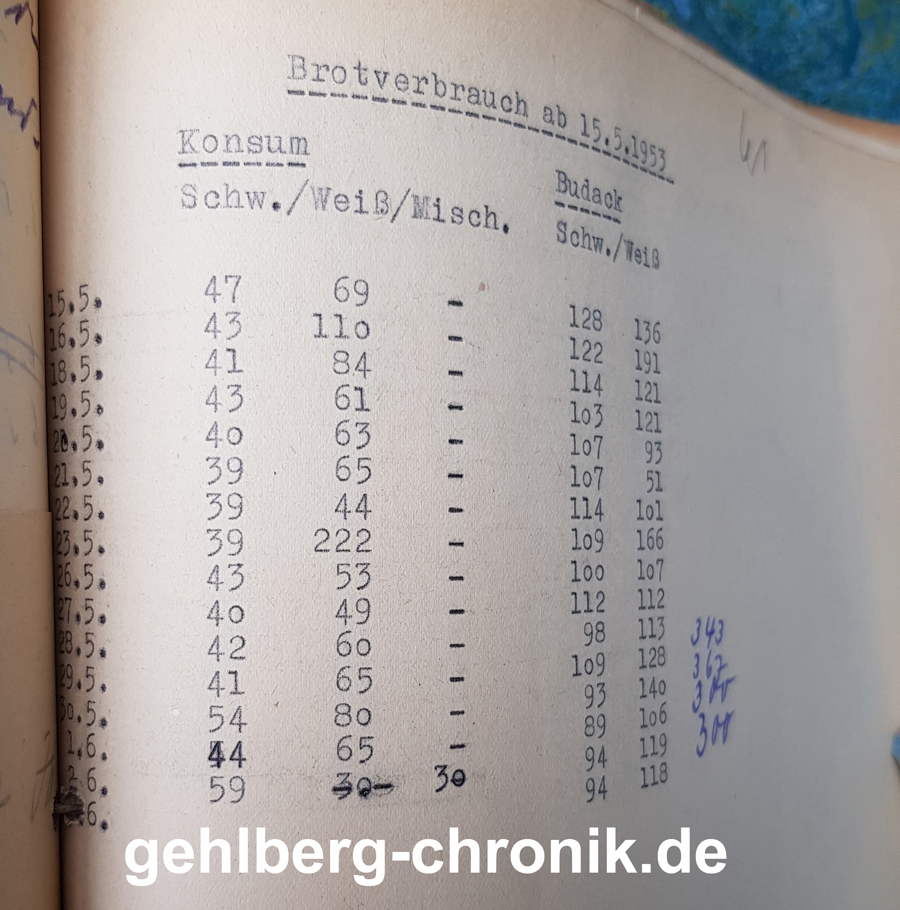 Brotverbrauch ab 15.5.1953
Konsum Budack
Schw./Weiß/Misch. Schw./Weiß
15.5. 47 69 - 128 136
16.5. 43 11o - 122 191
18.5. 41 84 - 114 121
19.5. 43 61 - 1o3 121
2o.5. 4o 63 - 1o7 93
21.5. 39 65 - 1o7 51
22.5. 39 44 - 114 1o1
23.5. 39 222 - 1o9 166
26.5. 43 53 - 1oo 1o7
27.5. 4o 49 - 112 112
28.5. 42 6o - 98 113 343
29.5. 41 65 - 1o9 128 367
3o.5. 54 8o - 93 14o
1.6. 44 65 - 89 1o6
2.6. 59 3o 3o 94 119
6. 94 118
gehlberg-chronik.de